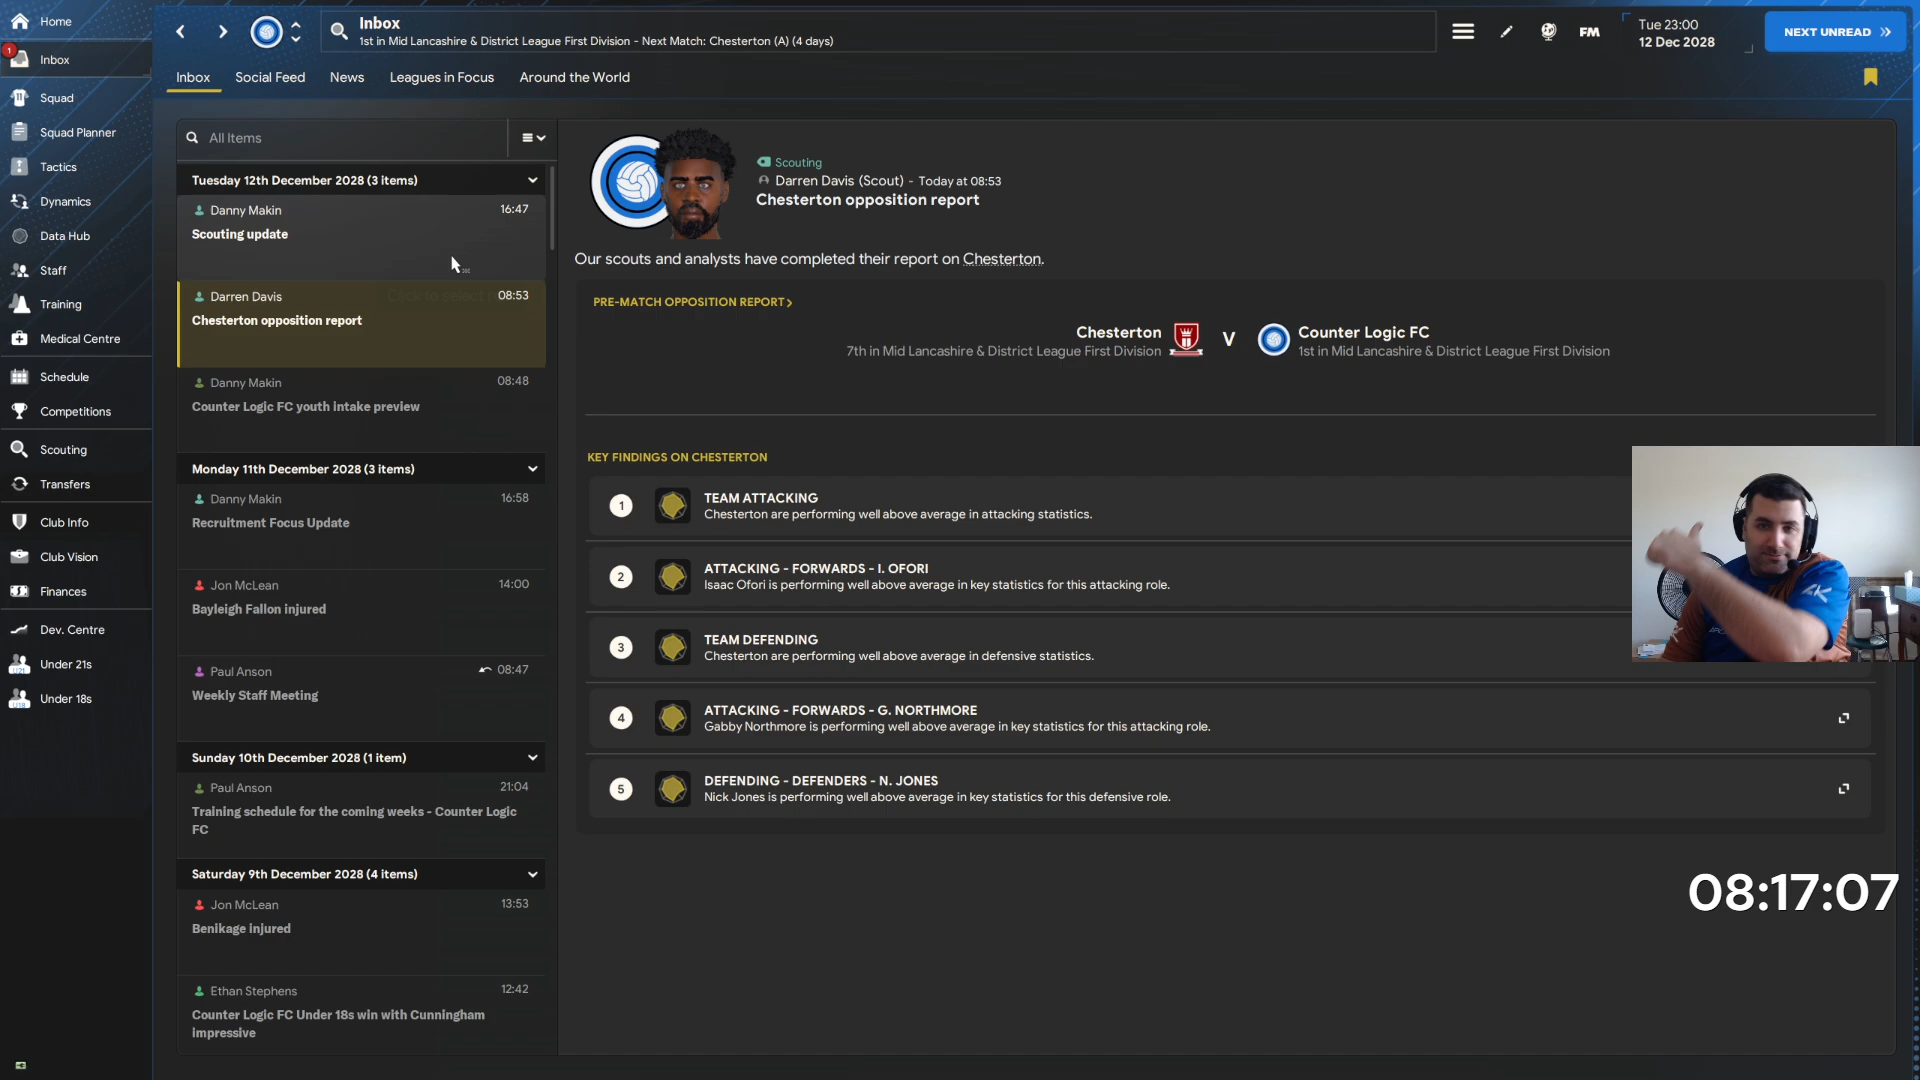 Home
1
Inbox
Squad
Squad Planner
Tactics
Dynamics
Data Hub
Staff
Training
Medical Centre
Schedule
Competitions
Scouting
Transfers
Club Info
Club Vision
Finances
Dev. Centre
Under 21s
Under 18s
Inbox
1st in Mid Lancashire & District League First Division - Next Match: Chesterton (A) (4 days)
FM
Tue 23:00
12 Dec 2028
NEXT UNREAD
Inbox Social Feed News Leagues in Focus Around the World
All Items
Tuesday 12th December 2028 (3 items)
Danny Makin 16:47
Scouting update
Darren Davis 08:53
Chesterton opposition report
Danny Makin 08:48
Counter Logic FC youth intake preview
Monday 11th December 2028 (3 items)
Danny Makin 16:58
Recruitment Focus Update
Jon McLean 14:00
Bayleigh Fallon injured
Paul Anson 08:47
Weekly Staff Meeting
Sunday 10th December 2028 (1 item)
Paul Anson 21:04
Training schedule for the coming weeks - Counter Logic
FC
Saturday 9th December 2028 (4 items)
Jon McLean 13:53
Benikage injured
Ethan Stephens 12:42
Counter Logic FC Under 18s win with Cunningham
impressive
Scouting
Darren Davis (Scout) - Today at 08:53
Chesterton opposition report
Our scouts and analysts have completed their report on Chesterton.
PRE-MATCH OPPOSITION REPORT
Chesterton V Counter Logic FC
7th in Mid Lancashire & District League First Division 1st in Mid Lancashire & District League First Division
KEY FINDINGS ON CHESTERTON
1 TEAM ATTACKING
Chesterton are performing well above average in attacking statistics.
2 ATTACKING - FORWARDS - I. OFORI
Isaac Ofori is performing well above average in key statistics for this attacking role.
3 TEAM DEFENDING
Chesterton are performing well above average in defensive statistics.
4 ATTACKING - FORWARDS - G. NORTHMORE
Gabby Northmore is performing well above average in key statistics for this attacking role.
5 DEFENDING - DEFENDERS - N. JONES
Nick Jones is performing well above average in key statistics for this defensive role.
08:17:07